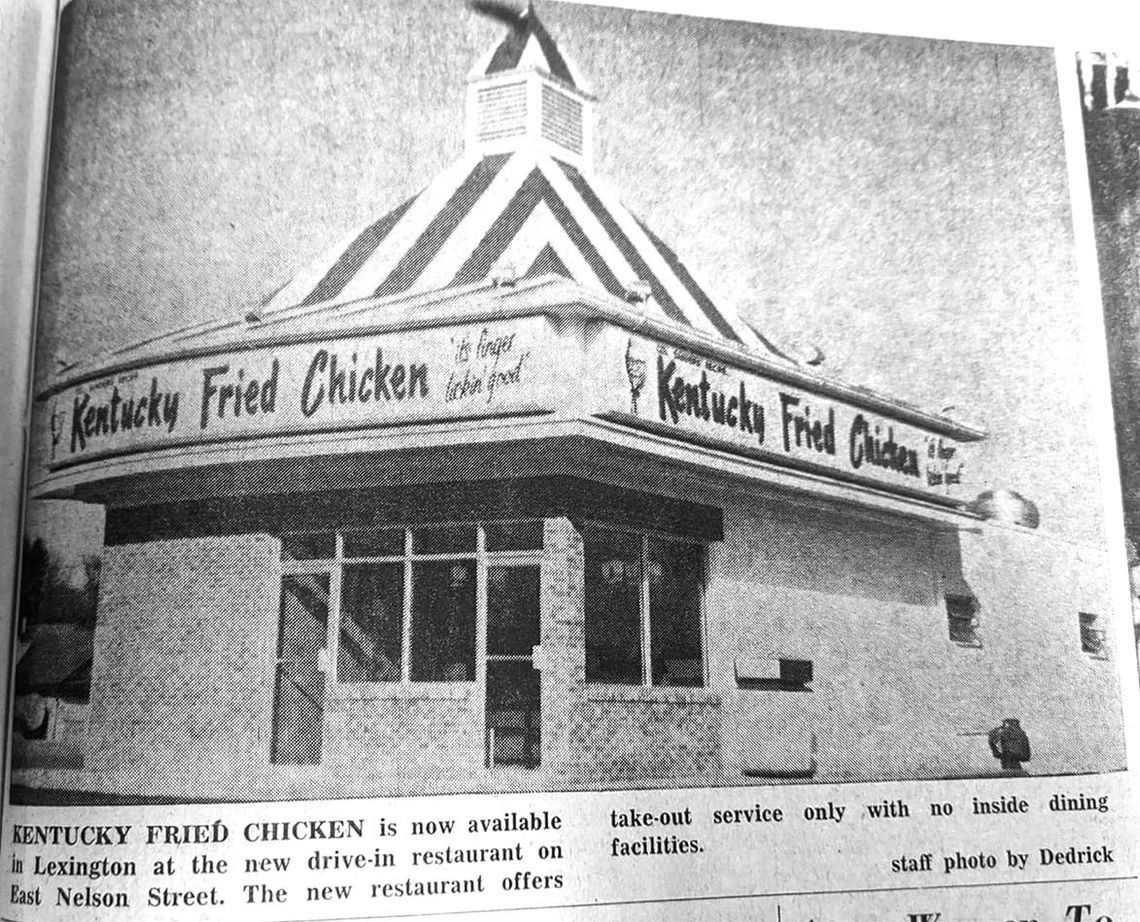 Kentucky Fried Chicken "its finger
lickin' good"
Kentucky Fried Chicken
KENTUCKY FRIED CHICKEN is now available
in Lexington at the new drive-in restaurant on
East Nelson Street. The new restaurant offers
take-out service only with no inside dining
facilities.
staff photo by Dedrick
To